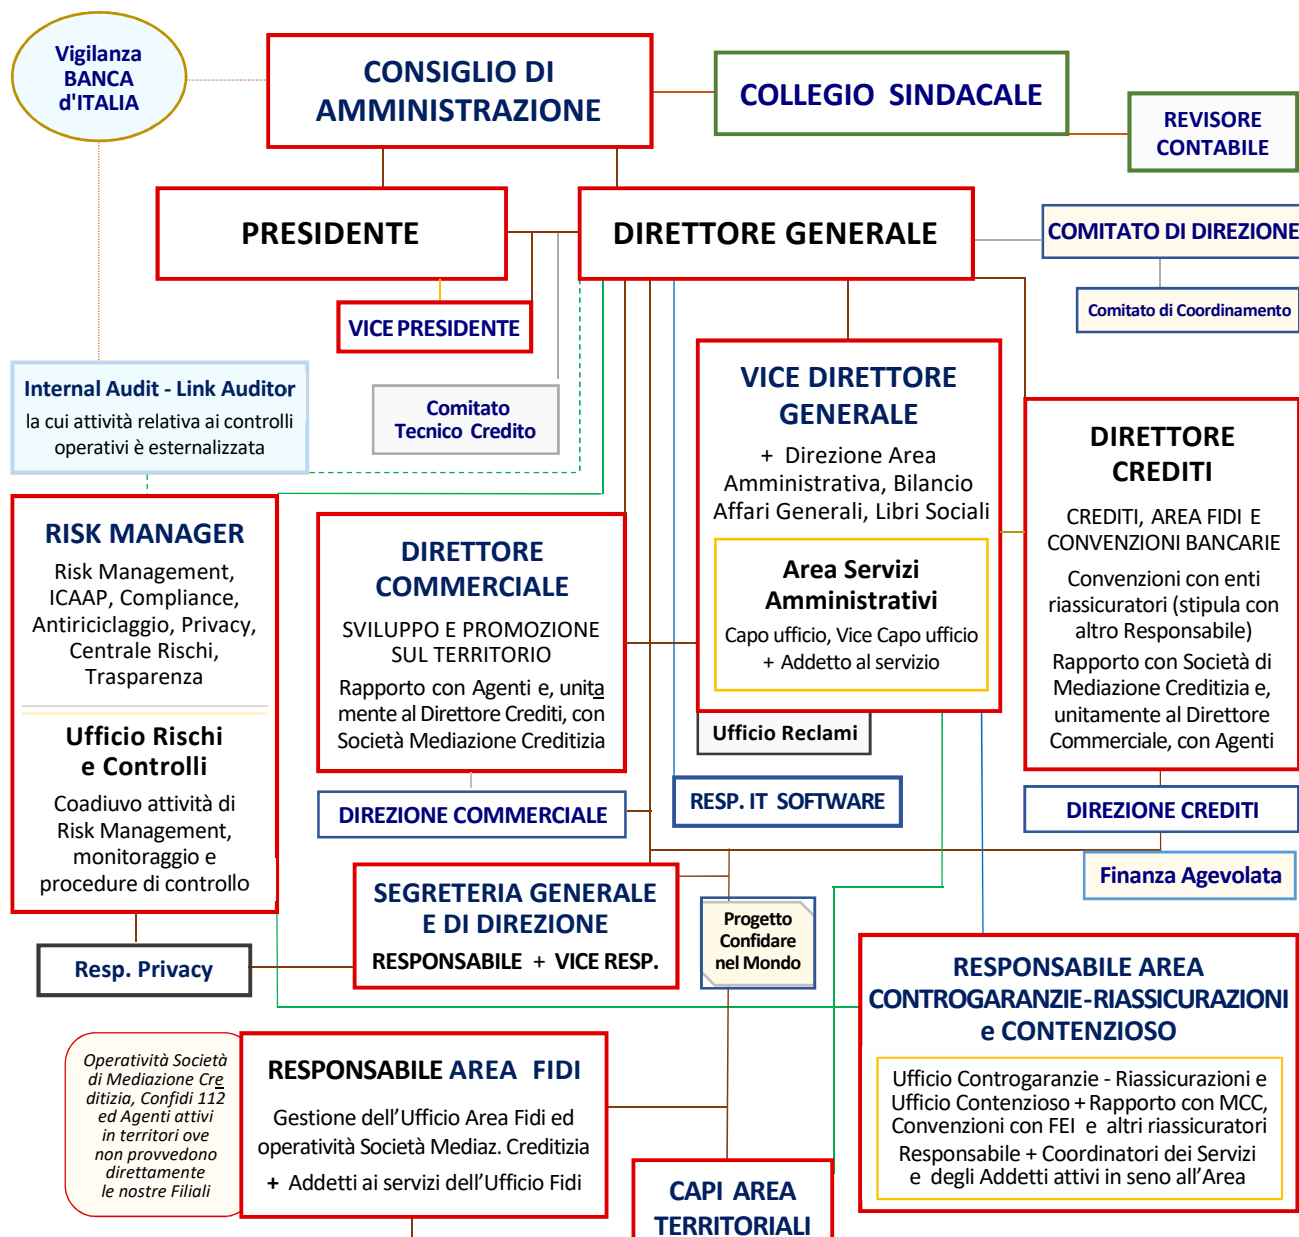 Vigilanza
BANCA
d'ITALIA
CONSIGLIO DI
AMMINISTRAZIONE
COLLEGIO SINDACALE
REVISORE
CONTABILE
PRESIDENTE
DIRETTORE GENERALE
COMITATO DI DIREZIONE
Comitato di Coordinamento
VICE PRESIDENTE
Internal Audit - Link Auditor
la cui attività relativa ai controlli
operativi è esternalizzata
Comitato
Tecnico Credito
VICE DIRETTORE
GENERALE
+ Direzione Area
Amministrativa, Bilancio
Affari Generali, Libri Sociali
Area Servizi
Amministrativi
Capo ufficio, Vice Capo ufficio
+ Addetto al servizio
Ufficio Reclami
DIRETTORE
CREDITI
CREDITI, AREA FIDI E
CONVENZIONI BANCARIE
Convenzioni con enti
riassicuratori (stipula con
altro Responsabile)
Rapporto con Società di
Mediazione Creditizia e,
unitamente al Direttore
Commerciale, con Agenti
RISK MANAGER
Risk Management,
ICAAP, Compliance,
Antiriciclaggio, Privacy,
Centrale Rischi,
Trasparenza
Ufficio Rischi
e Controlli
Coadiuvo attività di
Risk Management,
monitoraggio e
procedure di controllo
DIRETTORE
COMMERCIALE
SVILUPPO E PROMOZIONE
SUL TERRITORIO
Rapporto con Agenti e, unita
mente al Direttore Crediti, con
Società Mediazione Creditizia
DIREZIONE COMMERCIALE
RESP. IT SOFTWARE
DIREZIONE CREDITI
Finanza Agevolata
SEGRETERIA GENERALE
E DI DIREZIONE
RESPONSABILE + VICE RESP.
Progetto
Confidare
nel Mondo
Resp. Privacy
RESPONSABILE AREA
CONTROGARANZIE-RIASSICURAZIONI
e CONTENZIOSO
Ufficio Controgaranzie - Riassicurazioni e
Ufficio Contenzioso + Rapporto con MCC,
Convenzioni con FEI e altri riassicuratori
Responsabile + Coordinatori dei Servizi
e degli Addetti attivi in seno all'Area
Operatività Società
di Mediazione Cre
ditizia, Confidi 112
ed Agenti attivi
in territori ove
non provvedono
direttamente
le nostre Filiali
RESPONSABILE AREA FIDI
Gestione dell'Ufficio Area Fidi ed
operatività Società Mediaz. Creditizia
+ Addetti ai servizi dell'Ufficio Fidi
CAPI AREA
TERRITORIALI